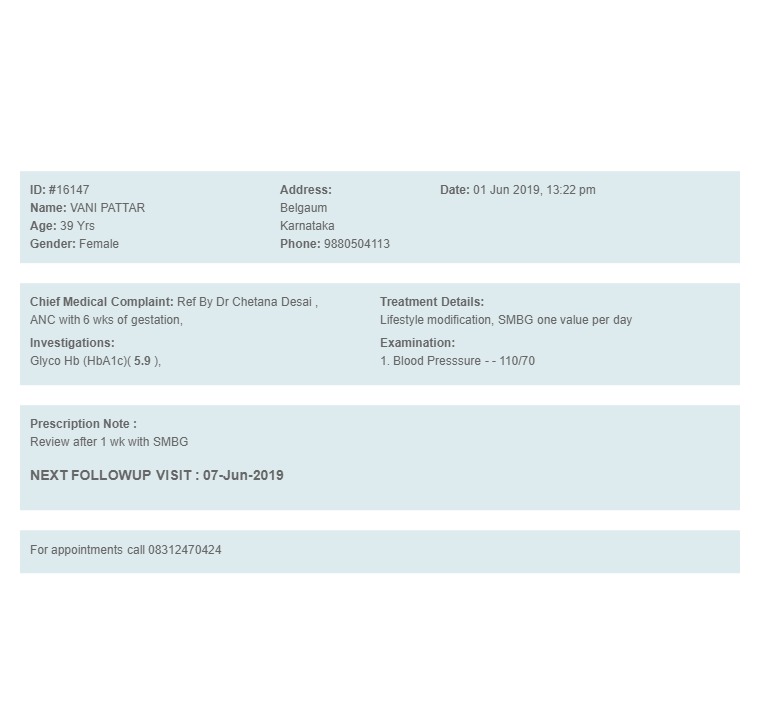 ID: #16147
Name: VANI PATTAR
Age: 39 Yrs
Gender: Female
Address:
Belgaum
Karnataka
Phone: 9880504113
Date: 01 Jun 2019, 13:22 pm
Chief Medical Complaint: Ref By Dr Chetana Desai ,
ANC with 6 wks of gestation,
Investigations:
Glyco Hb (HbA1c)( 5.9 ),
Treatment Details:
Lifestyle modification, SMBG one value per day
Examination:
1. Blood Presssure - - 110/70
Prescription Note :
Review after 1 wk with SMBG
NEXT FOLLOWUP VISIT : 07-Jun-2019
For appointments call 08312470424